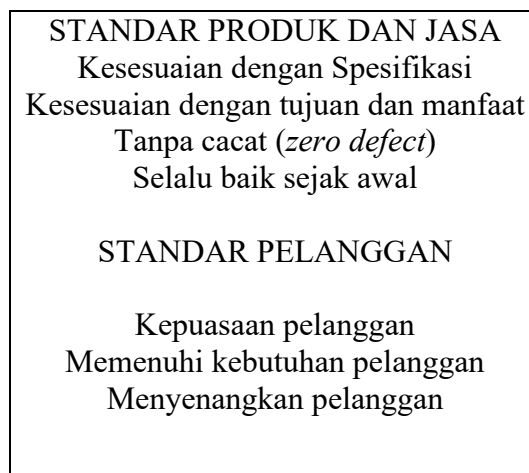 STANDAR PRODUK DAN JASA
Kesesuaian dengan Spesifikasi
Kesesuaian dengan tujuan dan manfaat
Tanpa cacat (zero defect)
Selalu baik sejak awal
STANDAR PELANGGAN
Kepuasaan pelanggan
Memenuhi kebutuhan pelanggan
Menyenangkan pelanggan